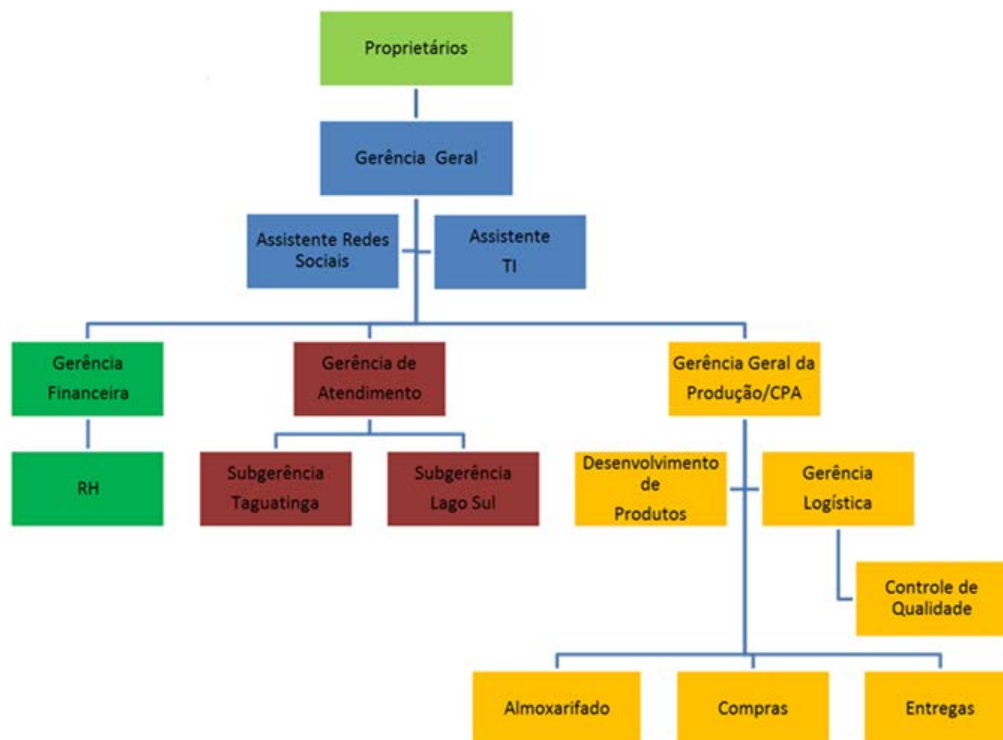 Proprietários
Gerência Geral
Assistente Redes
Sociais
Assistente
TI
Gerência
Financeira
Gerência de
Atendimento
Gerência Geral da
Produção/CPA
RH
Subgerência
Taguatinga
Subgerência
Lago Sul
Desenvolvimento
de
Produtos
Gerência
Logística
Controle de
Qualidade
Almoxarifado
Compras
Entregas